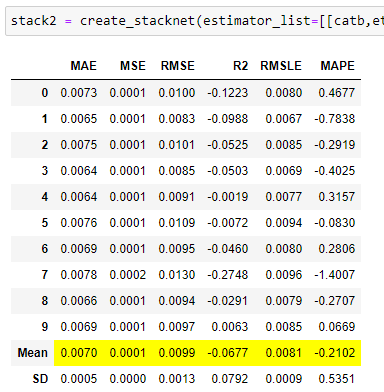 stack2 = create_stacknet(estimator_list=[[catb,et
MAE MSE RMSE R2 RMSLE MAPE
0 0.0073 0.0001 0.0100 -0.1223 0.0080 0.4677
1 0.0065 0.0001 0.0083 -0.0988 0.0067 -0.7838
2 0.0075 0.0001 0.0101 -0.0525 0.0085 -0.2919
3 0.0064 0.0001 0.0085 -0.0503 0.0069 -0.4025
4 0.0064 0.0001 0.0091 -0.0019 0.0077 0.3157
5 0.0076 0.0001 0.0109 -0.0072 0.0094 -0.0830
6 0.0069 0.0001 0.0095 -0.0460 0.0080 0.2806
7 0.0078 0.0002 0.0130 -0.2748 0.0096 -1.4007
8 0.0066 0.0001 0.0094 -0.0291 0.0079 -0.2707
9 0.0069 0.0001 0.0097 0.0063 0.0085 0.0669
Mean 0.0070 0.0001 0.0099 -0.0677 0.0081 -0.2102
SD 0.0005 0.0000 0.0013 0.0792 0.0009 0.5351